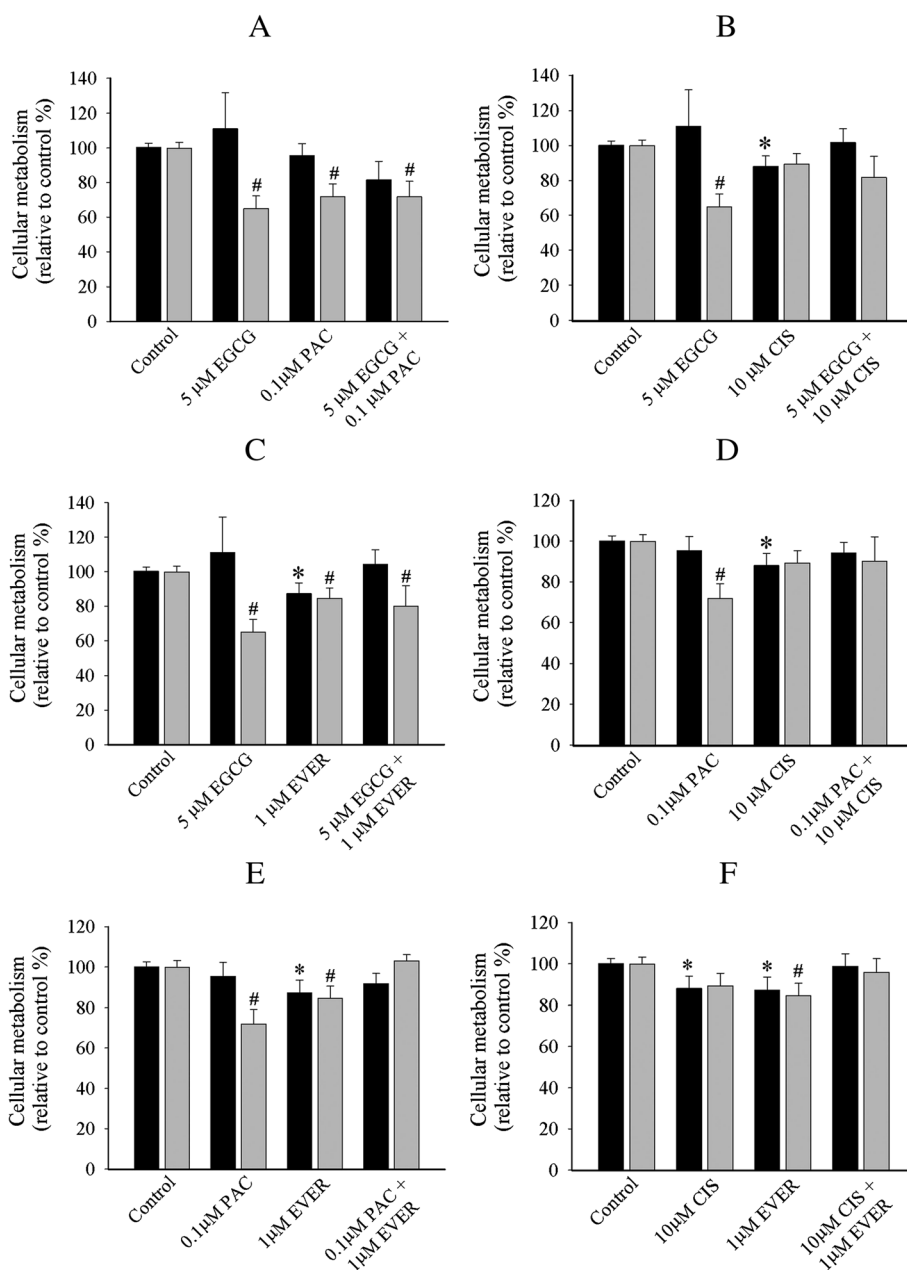 A
Cellular metabolism
(relative to control %)
140
120
100
80
60
40
20
0
#
#
#
Control
5 µM EGCG
0.1µM PAC
5 µM EGCG +
0.1 µM PAC
B
Cellular metabolism
(relative to control %)
140
120
100
80
60
40
20
0
#
*
Control
5 µM EGCG
10 µM CIS
5 µM EGCG +
10 µM CIS
C
Cellular metabolism
(relative to control %)
140
120
100
80
60
40
20
0
#
*
#
#
Control
5 µM EGCG
1 µM EVER
5 µM EGCG +
1 µM EVER
D
Cellular metabolism
(relative to control %)
120
100
80
60
40
20
0
#
*
Control
0.1µM PAC
10 µM CIS
0.1µM PAC +
10 µM CIS
E
Cellular metabolism
(relative to control %)
120
100
80
60
40
20
0
#
*
#
Control
0.1µM PAC
1µM EVER
0.1µM PAC +
1µM EVER
F
Cellular metabolism
(relative to control %)
120
100
80
60
40
20
0
*
*
#
Control
10µM CIS
1µM EVER
10µM CIS +
1µM EVER